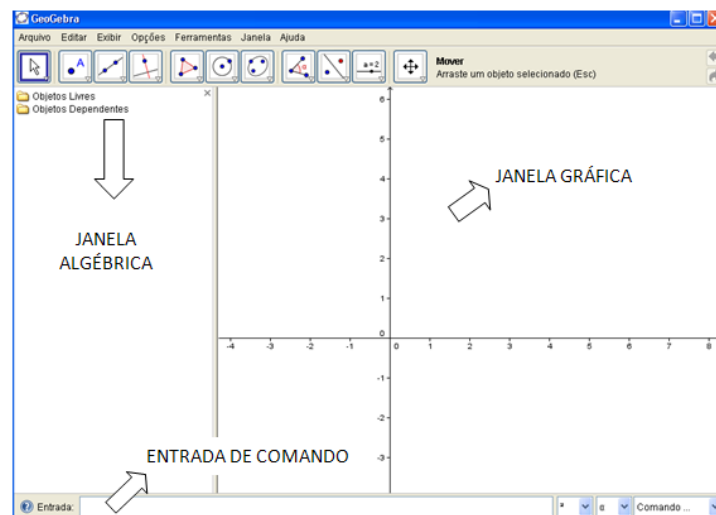 GeoGebra
Arquivo Editar Exibir Opções Ferramentas Janela Ajuda
A
a=2
Mover
Arraste um objeto selecionado (Esc)
Objetos Livres
Objetos Dependentes
JANELA
ALGÉBRICA
JANELA GRÁFICA
6
5
4
3
2
1
0
-4 -3 -2 -1 0 1 2 3 4 5 6 7 8
-1
-2
-3
ENTRADA DE COMANDO
Entrada:
² α Comando ...